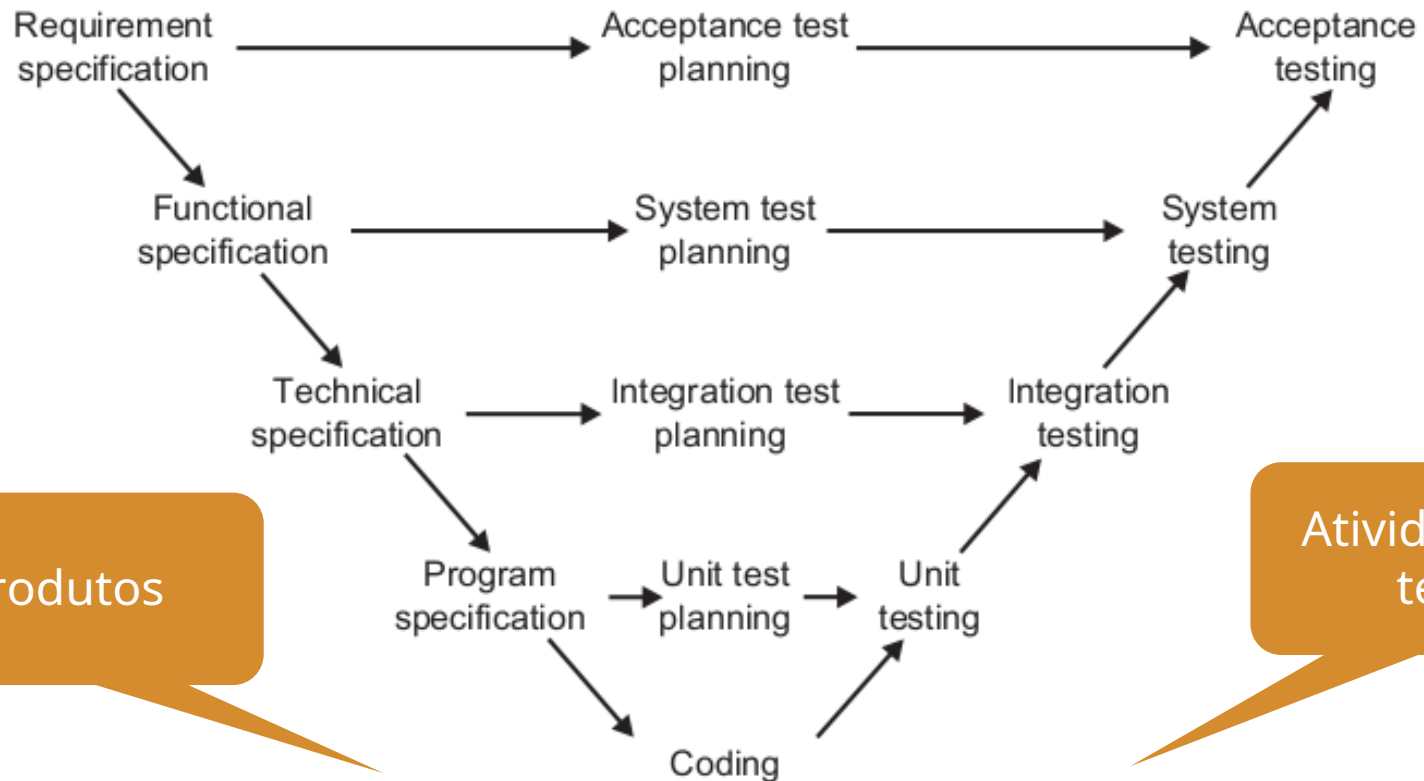 Requirement
specification
Acceptance test
planning
Acceptance
testing
Functional
specification
System test
planning
System
testing
Technical
specification
Integration test
planning
Integration
testing
Program
specification
Unit test
planning
Unit
testing
Coding